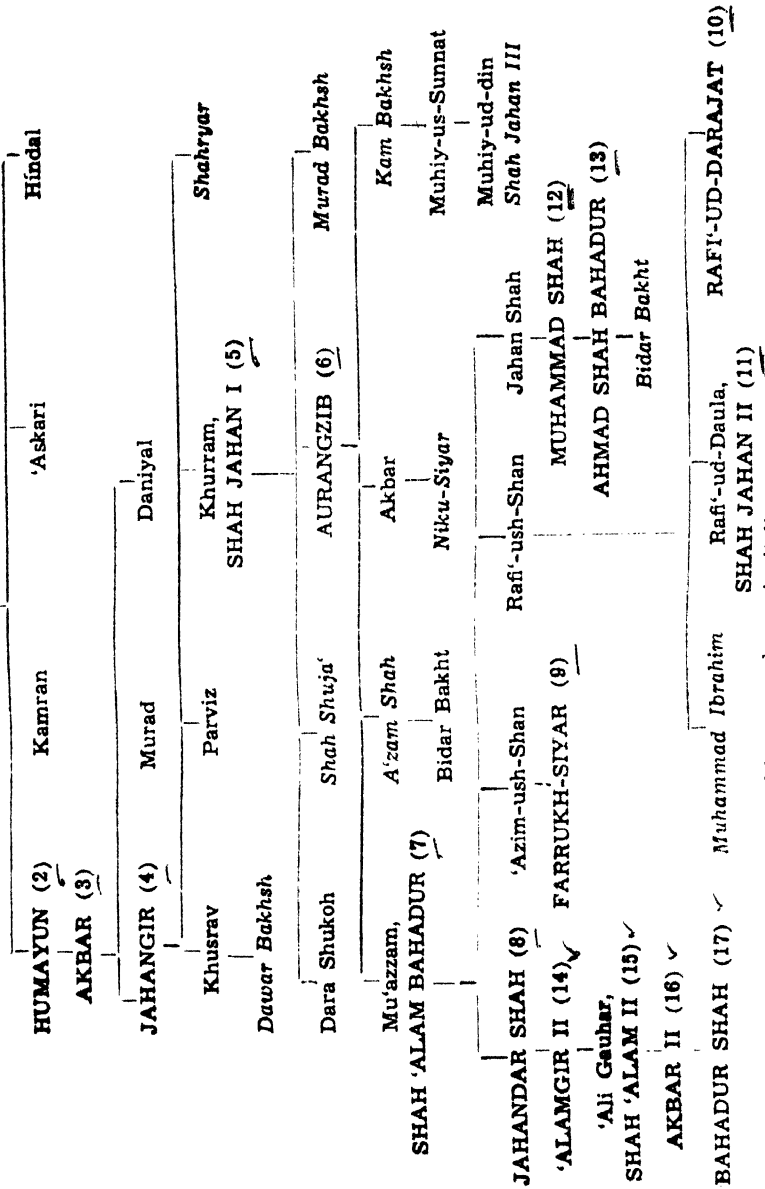 HUMAYUN (2) Kamran ‘Askari Hindal
AKBAR (3)
JAHANGIR (4) Murad Daniyal
Khusrav Parviz Khurram, Shahryar
SHAH JAHAN I (5)
Dawar Bakhsh
Dara Shukoh Shah Shuja‘ AURANGZIB (6) Murad Bakhsh
Mu‘azzam, A‘zam Shah Akbar Kam Bakhsh
SHAH ‘ALAM BAHADUR (7) Bidar Bakht Niku-Siyar Muhiy-us-Sunnat
Muhiy-ud-din
Shah Jahan III
JAHANDAR SHAH (8) ‘Azim-ush-Shan Rafi‘-ush-Shan Jahan Shah
‘ALAMGIR II (14) FARRUKH-SIYAR (9) MUHAMMAD SHAH (12)
‘Ali Gauhar, AHMAD SHAH BAHADUR (13)
SHAH ‘ALAM II (15) Bidar Bakht
AKBAR II (16)
BAHADUR SHAH (17) Muhammad Ibrahim Rafi‘-ud-Daula, RAFI‘-UD-DARAJAT (10)
SHAH JAHAN II (11)